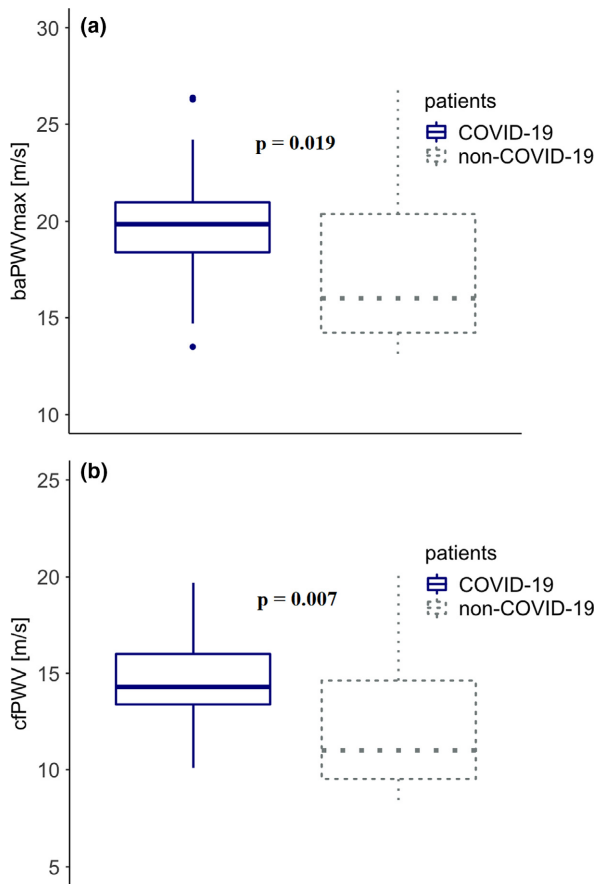 (a)
30
25
20
15
10
baPWVmax [m/s]
p = 0.019
patients
COVID-19
non-COVID-19
(b)
25
20
15
10
5
cfPWV [m/s]
p = 0.007
patients
COVID-19
non-COVID-19